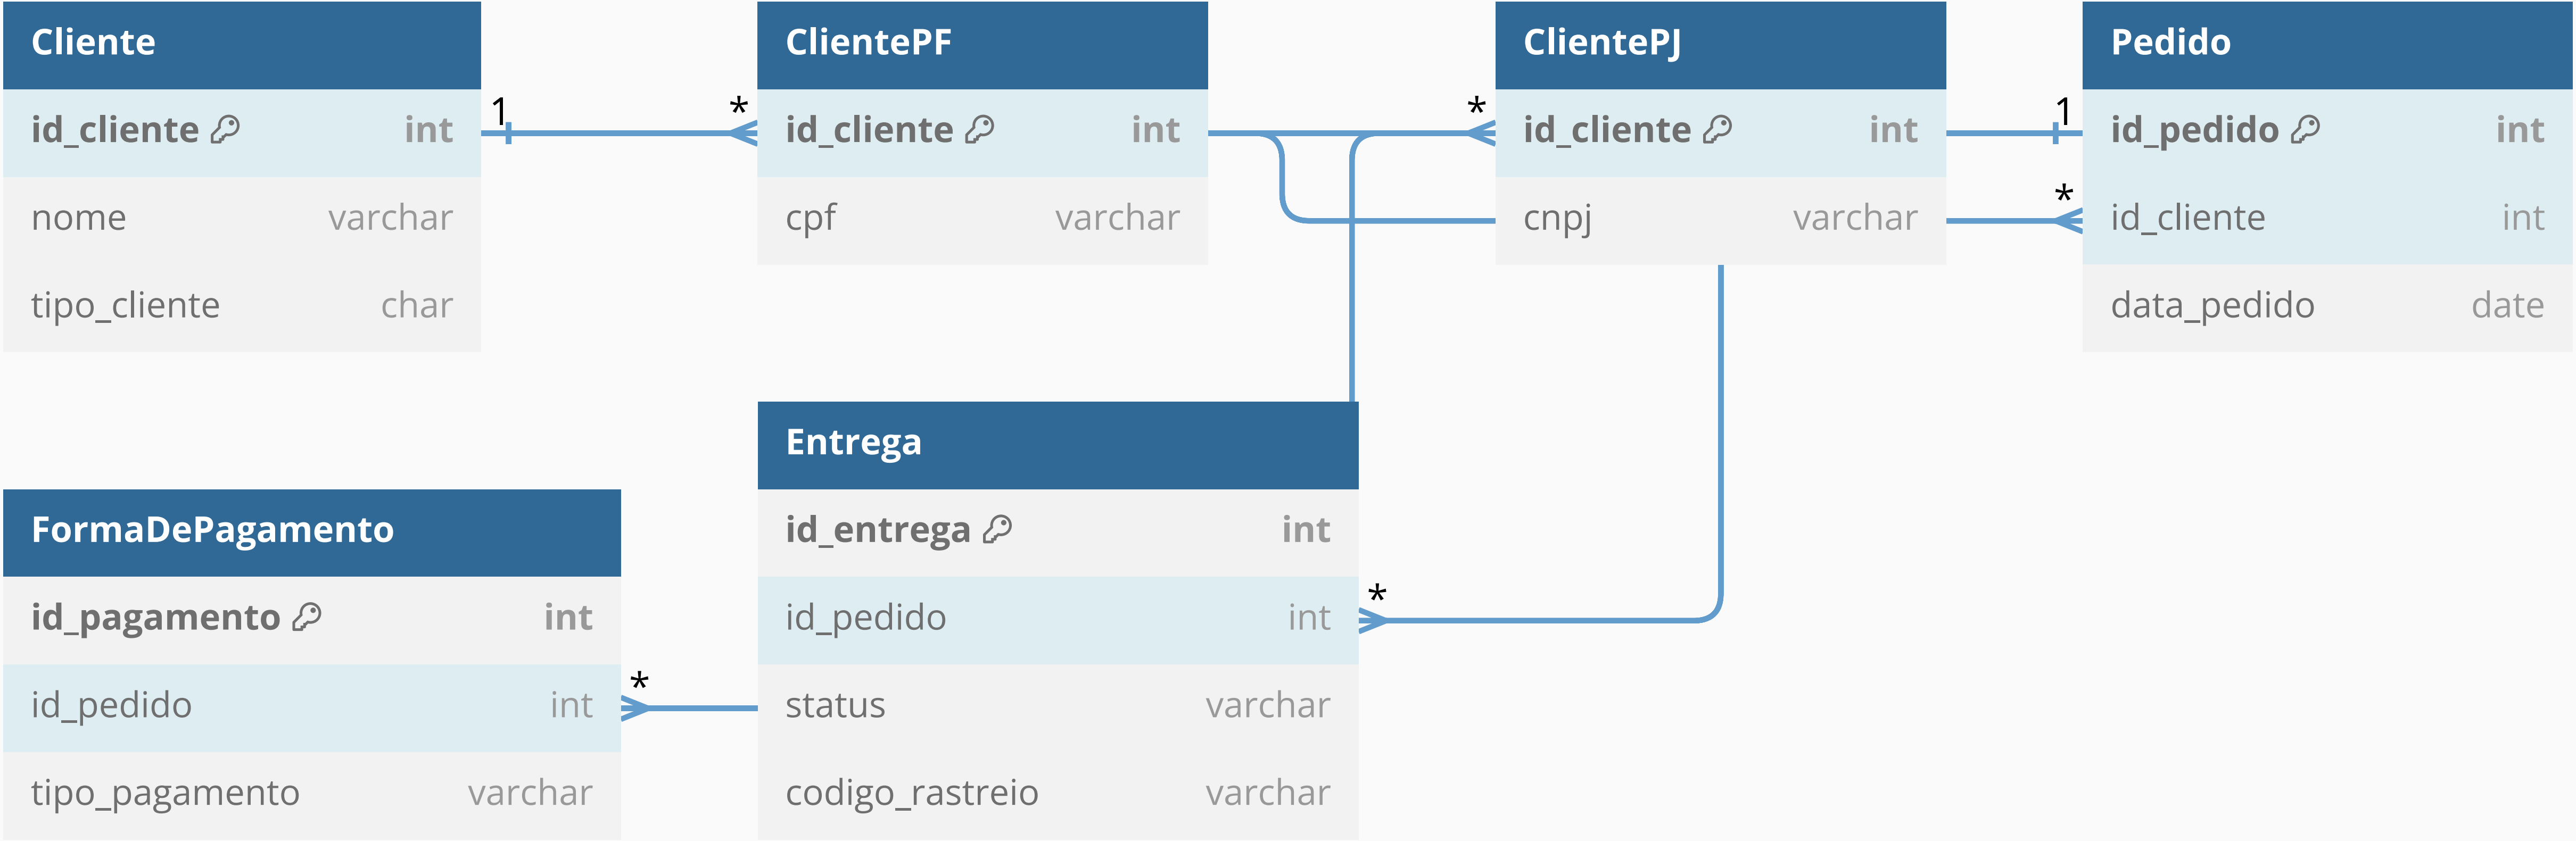 Cliente
id_cliente int
nome varchar
tipo_cliente char
1
*
ClientePF
id_cliente int
cpf varchar
*
ClientePJ
id_cliente int
cnpj varchar
1
*
Pedido
id_pedido int
id_cliente int
data_pedido date
FormaDePagamento
id_pagamento int
id_pedido int
tipo_pagamento varchar
*
Entrega
id_entrega int
id_pedido int
status varchar
codigo_rastreio varchar
*